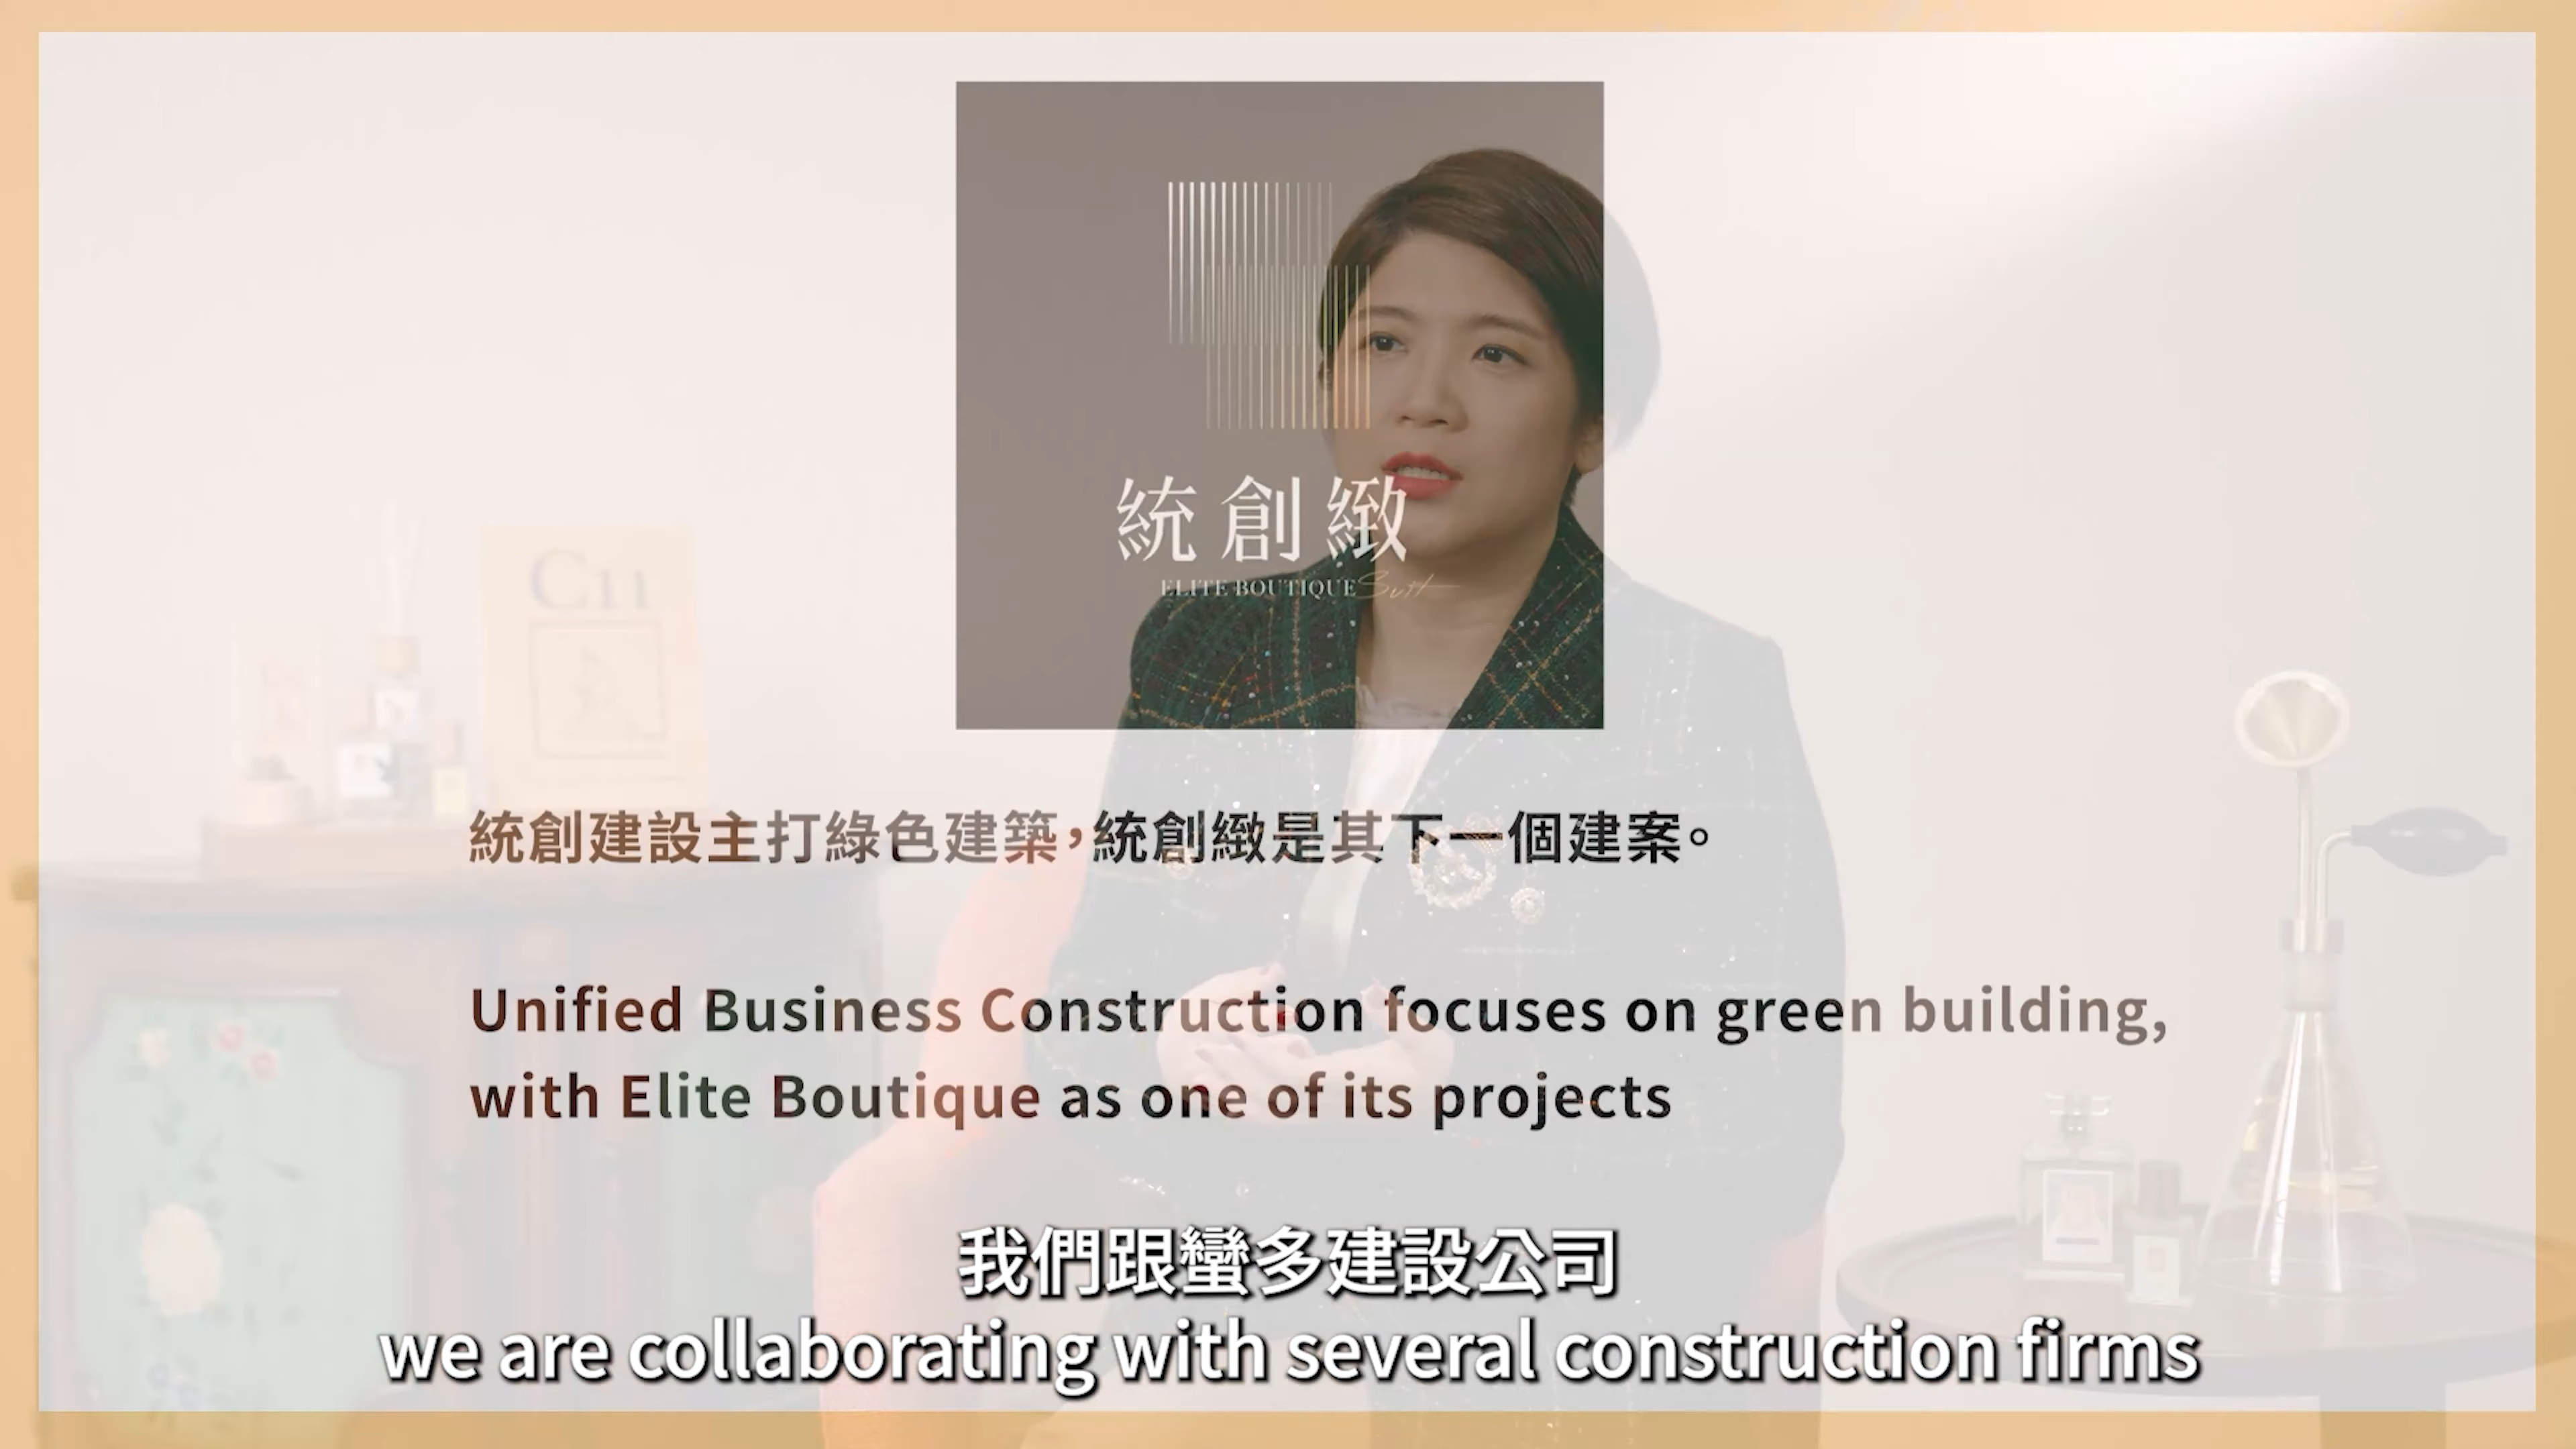 Cii
統創緻
ELITE BOUTIQUE
統創建設主打綠色建築，統創緻是其下一個建案。
Unified Business Construction focuses on green building,
with Elite Boutique as one of its projects
我們跟蠻多建設公司
we are collaborating with several construction firms